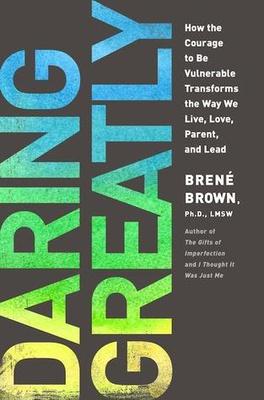 DARING
GREATLY
How the
Courage
to Be
Vulnerable
Transforms
the Way We
Live, Love,
Parent,
and Lead
BRENÉ
BROWN,
Ph.D., LMSW
Author of
The Gifts of
Imperfection
and I Thought It
Was Just Me